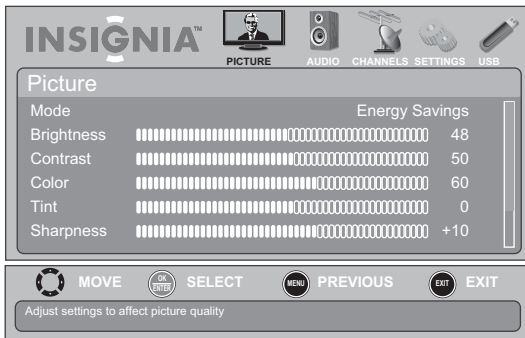 INSIGNIA™
PICTURE AUDIO CHANNELS SETTINGS USB
Picture
Mode Energy Savings
Brightness 48
Contrast 50
Color 60
Tint 0
Sharpness +10
MOVE OK ENTER SELECT MENU PREVIOUS EXIT EXIT
Adjust settings to affect picture quality